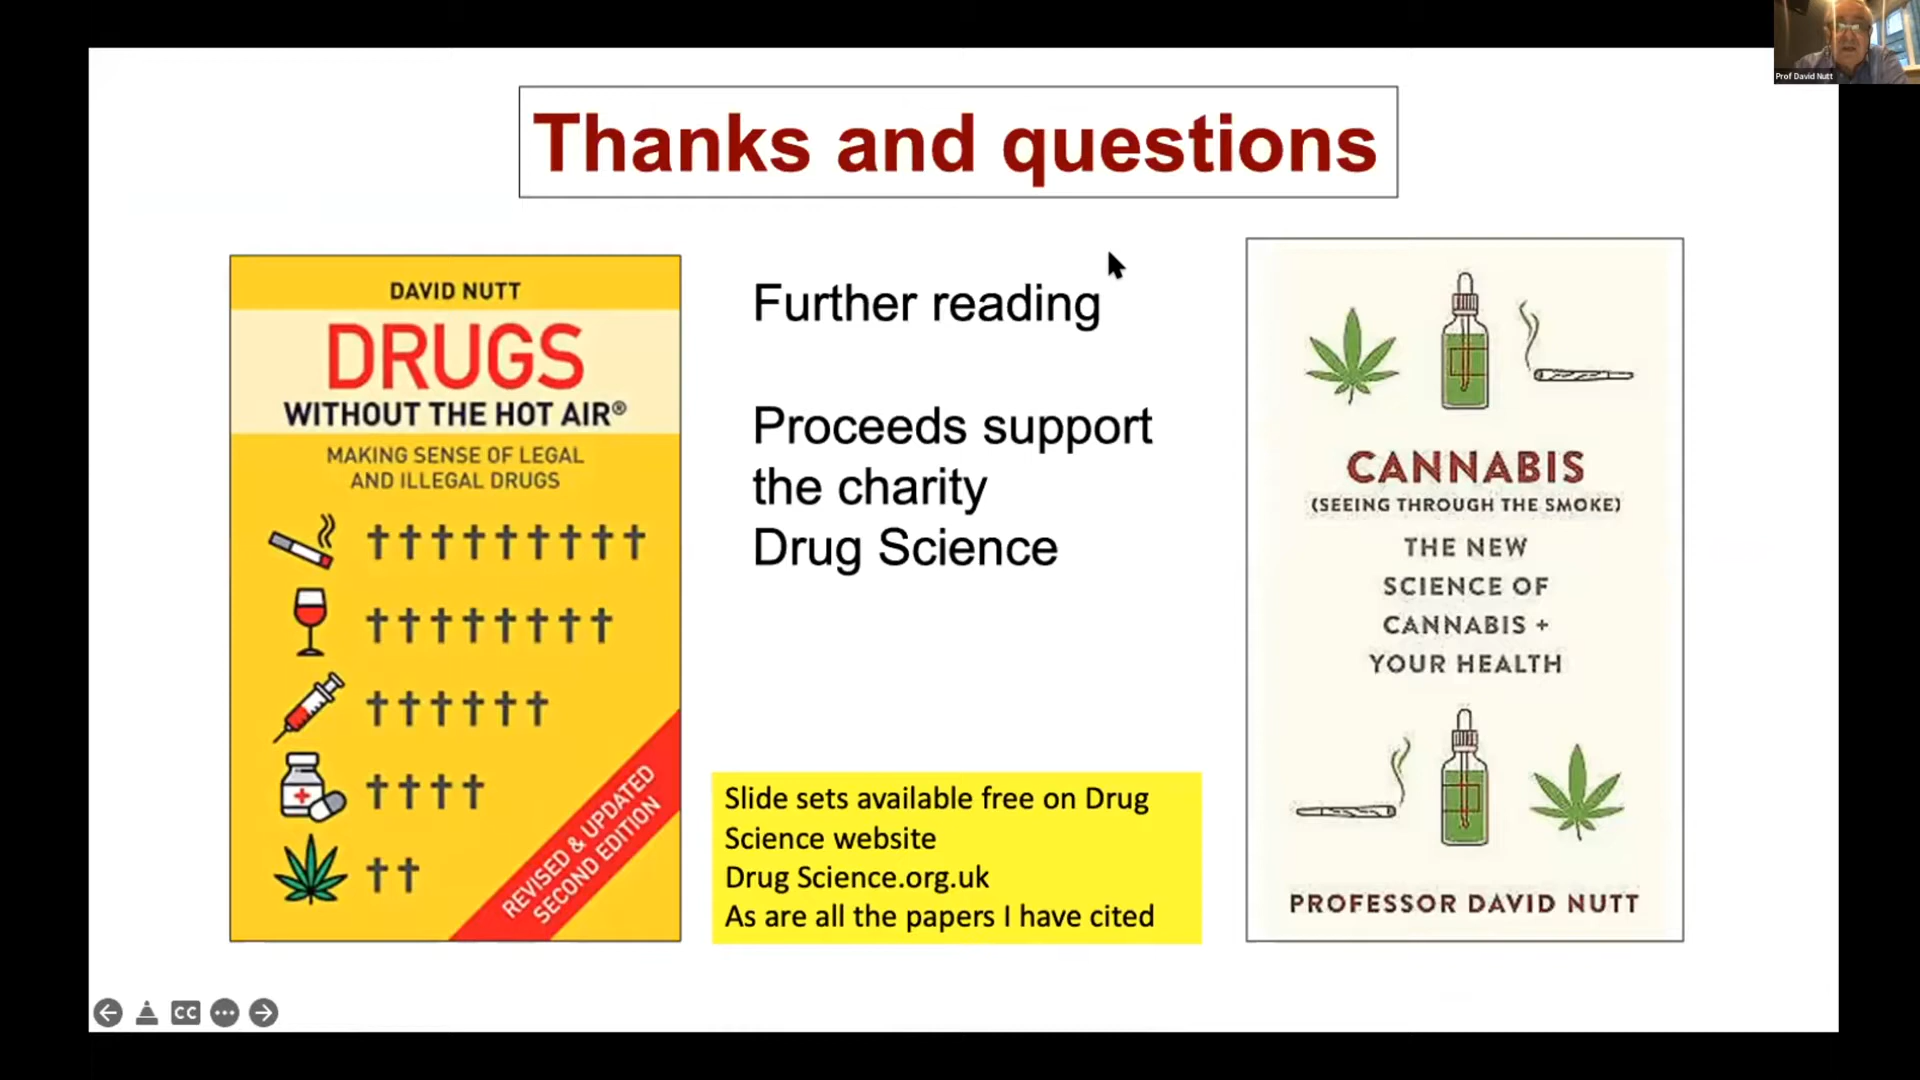 Prof David Nutt
Thanks and questions
DAVID NUTT
DRUGS
WITHOUT THE HOT AIR®
MAKING SENSE OF LEGAL
AND ILLEGAL DRUGS
REVISED & UPDATED
SECOND EDITION
Further reading
Proceeds support
the charity
Drug Science
Slide sets available free on Drug
Science website
Drug Science.org.uk
As are all the papers I have cited
CANNABIS
(SEEING THROUGH THE SMOKE)
THE NEW
SCIENCE OF
CANNABIS +
YOUR HEALTH
PROFESSOR DAVID NUTT
CC